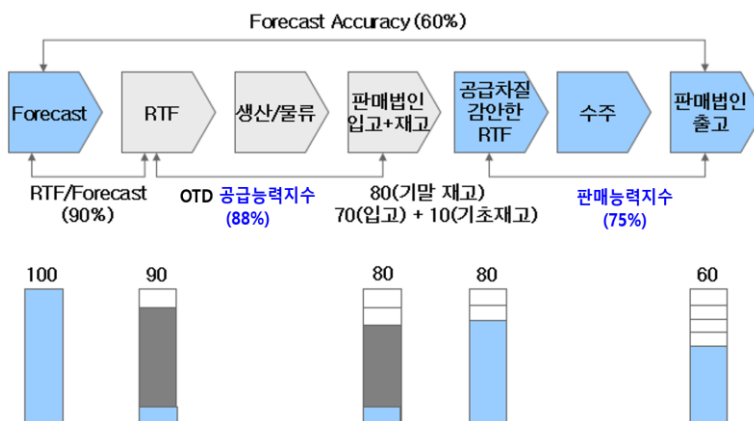 Forecast Accuracy (60%)
Forecast
RTF
생산/물류
판매법인
입고+재고
공급차질
감안한
RTF
수주
판매법인
출고
RTF/Forecast
(90%)
OTD 공급능력지수
(88%)
80(기말 재고)
70(입고) + 10(기초재고)
판매능력지수
(75%)
100
90
80
80
60